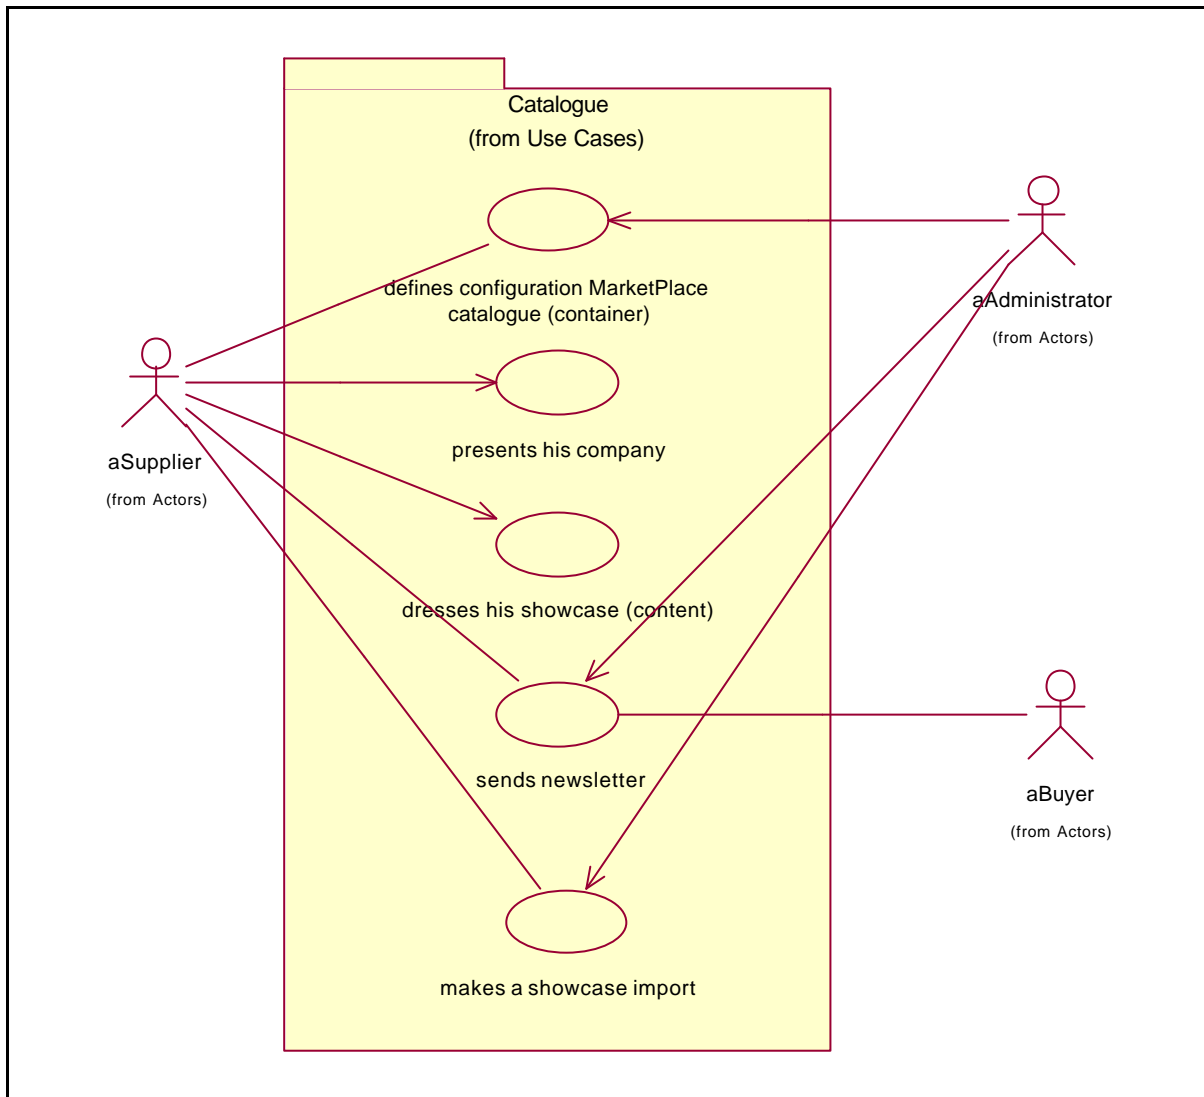 Catalogue
(from Use Cases)
defines configuration MarketPlace
catalogue (container)
aAdministrator
(from Actors)
presents his company
aSupplier
(from Actors)
dresses his showcase (content)
sends newsletter
aBuyer
(from Actors)
makes a showcase import